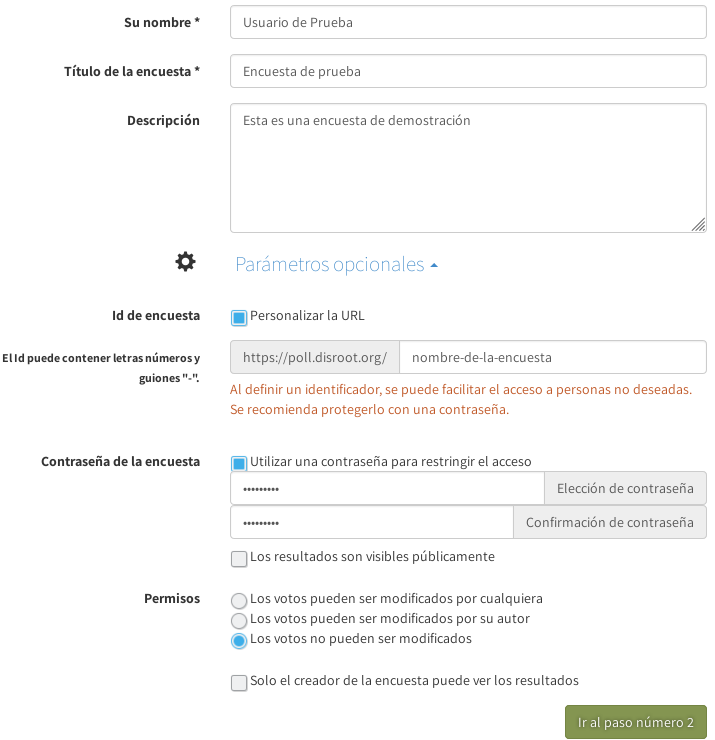 Su nombre *
Usuario de Prueba
Título de la encuesta *
Encuesta de prueba
Descripción
Esta es una encuesta de demostración
Parámetros opcionales
Id de encuesta
Personalizar la URL
El Id puede contener letras números y
guiones "-".
https://poll.disroot.org/
nombre-de-la-encuesta
Al definir un identificador, se puede facilitar el acceso a personas no deseadas.
Se recomienda protegerlo con una contraseña.
Contraseña de la encuesta
Utilizar una contraseña para restringir el acceso
•••••••••
Elección de contraseña
•••••••••
Confirmación de contraseña
Los resultados son visibles públicamente
Permisos
Los votos pueden ser modificados por cualquiera
Los votos pueden ser modificados por su autor
Los votos no pueden ser modificados
Solo el creador de la encuesta puede ver los resultados
Ir al paso número 2